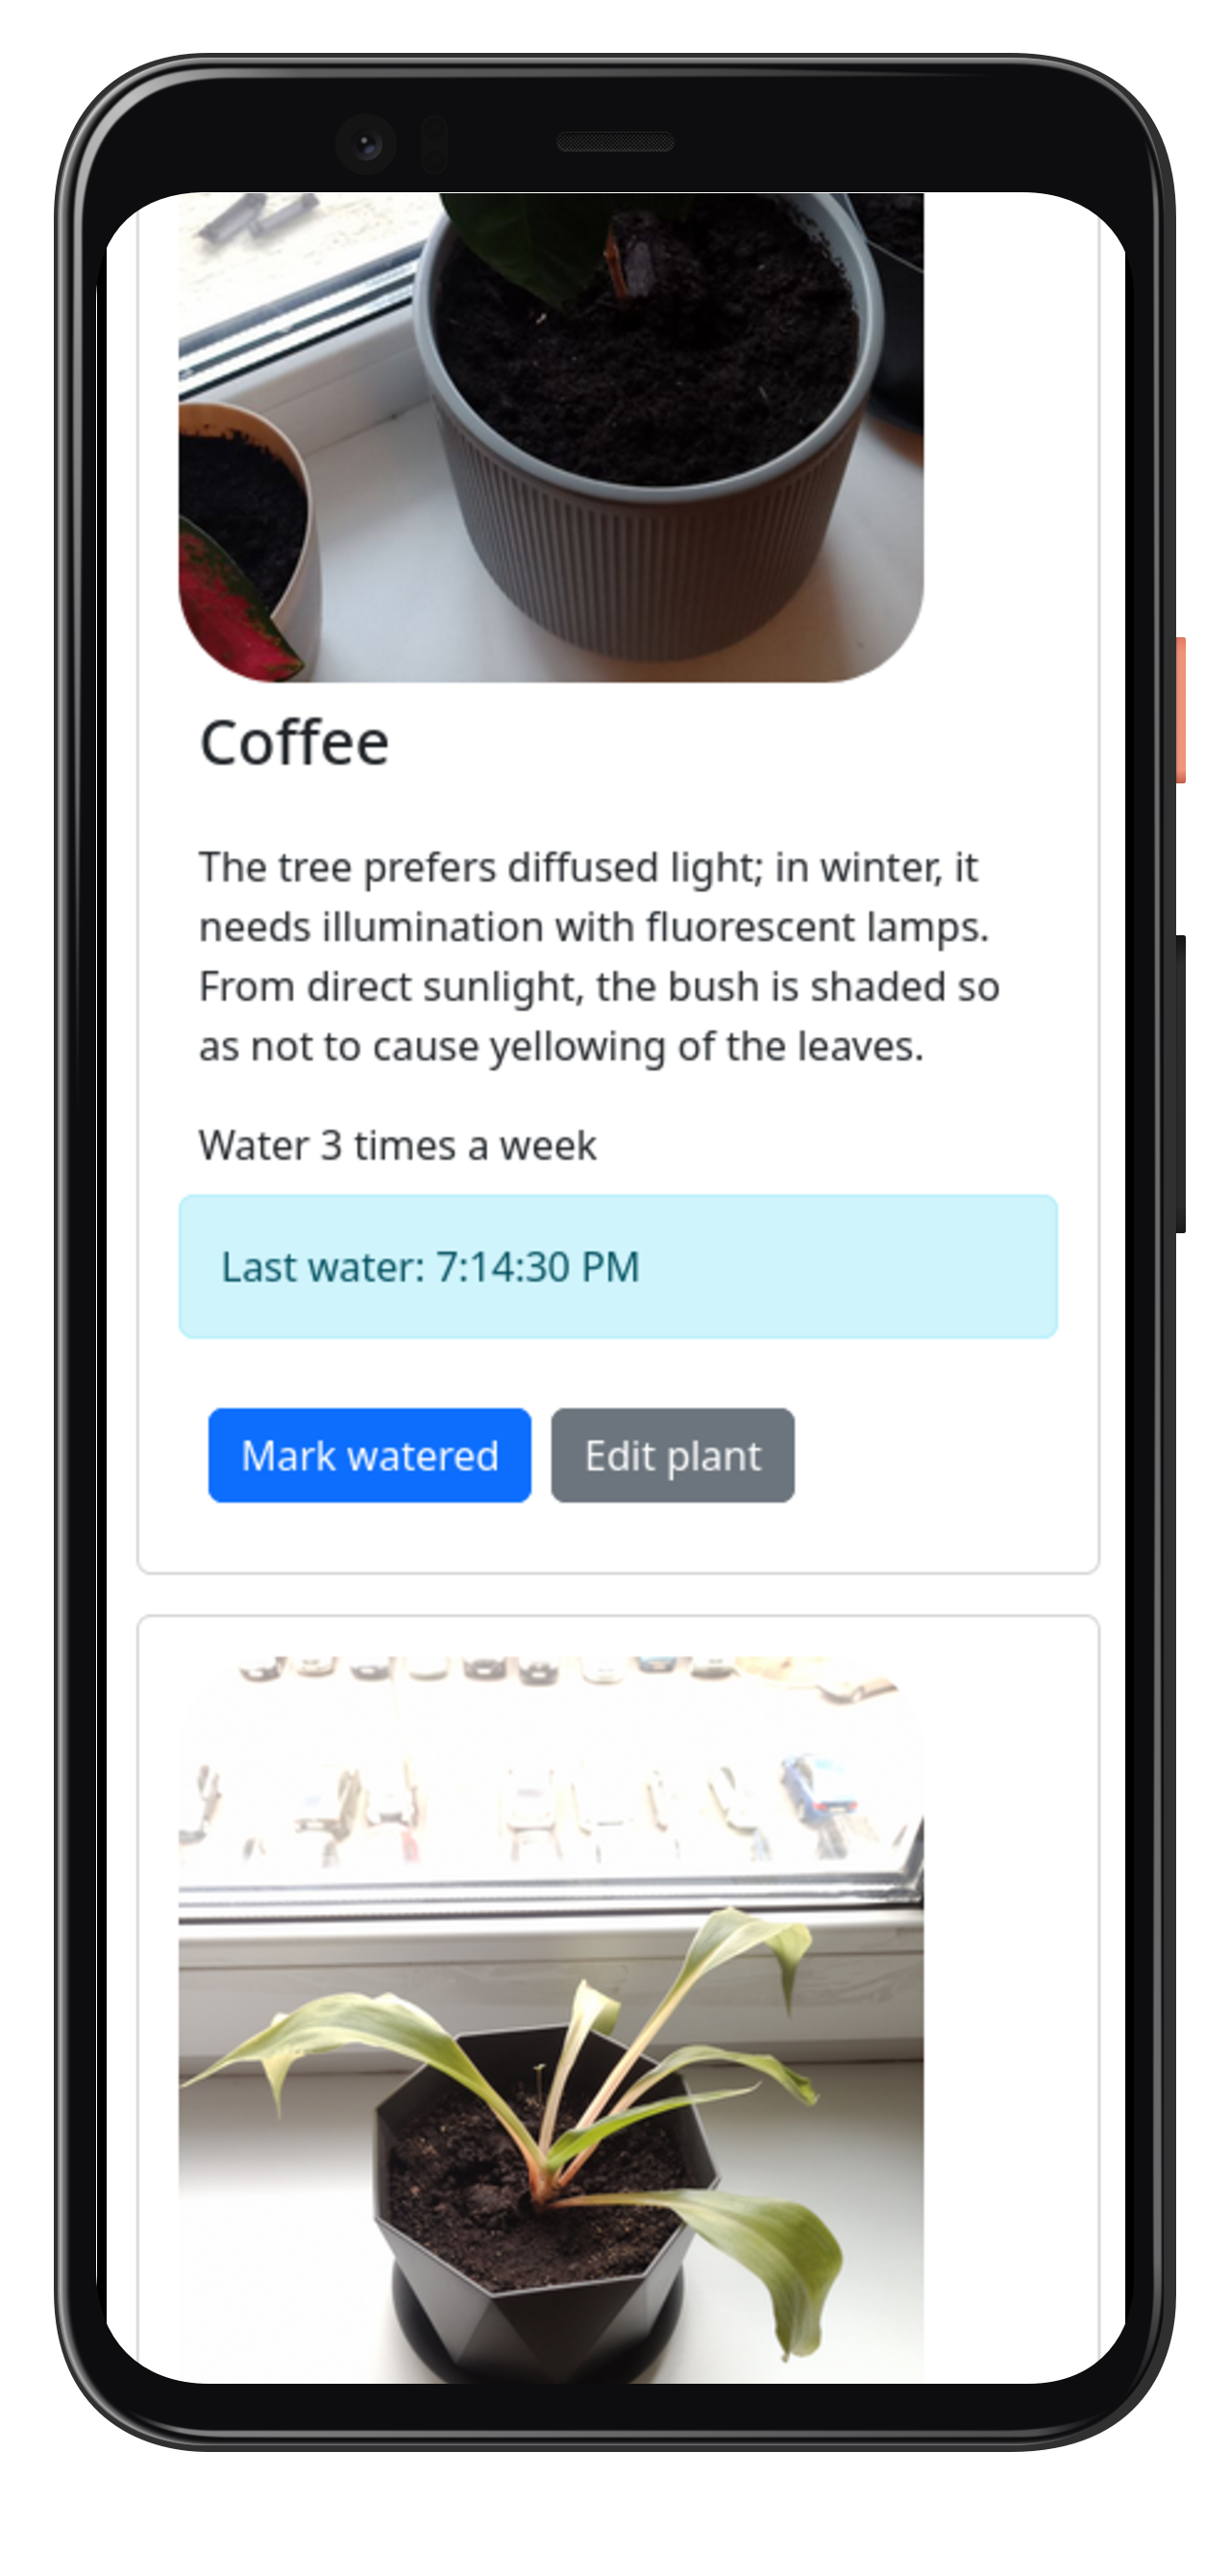 Coffee
The tree prefers diffused light; in winter, it
needs illumination with fluorescent lamps.
From direct sunlight, the bush is shaded so
as not to cause yellowing of the leaves.
Water 3 times a week
Last water: 7:14:30 PM
Mark watered
Edit plant